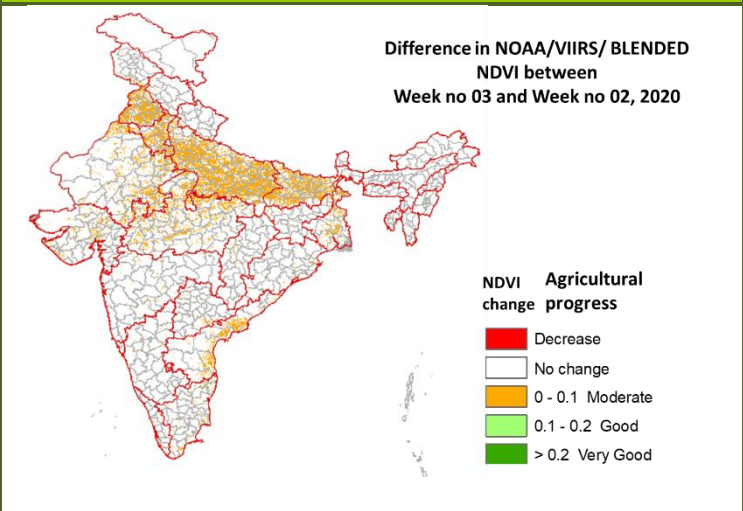 Difference in NOAA/VIIRS/ BLENDED
NDVI between
Week no 03 and Week no 02, 2020
NDVI change
Agricultural progress
Decrease
No change
0 - 0.1 Moderate
0.1 - 0.2 Good
> 0.2 Very Good